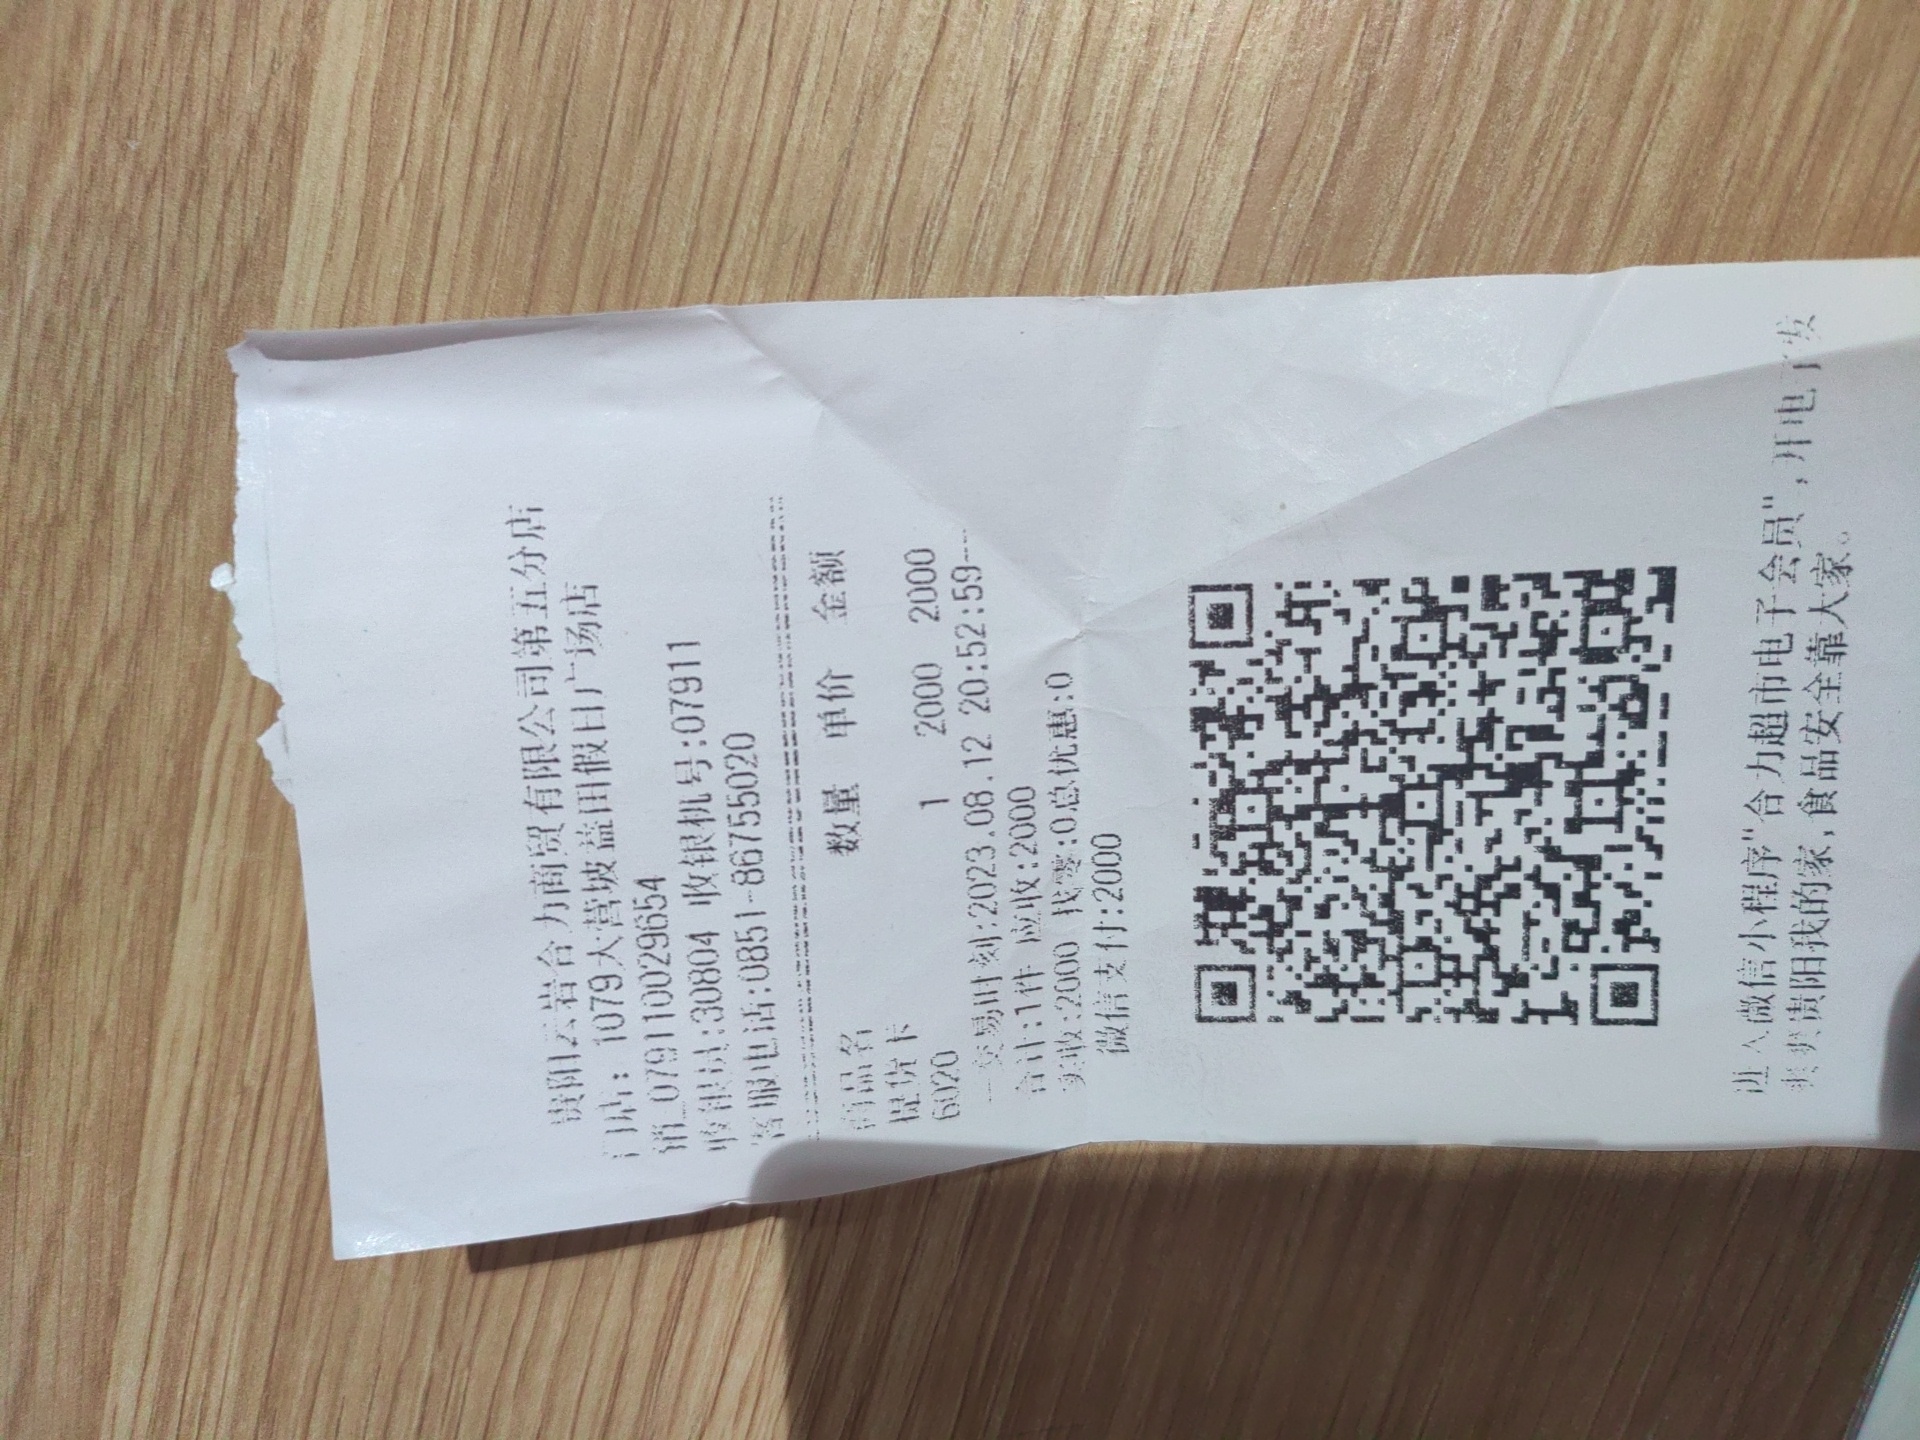 贵阳云岩合力商贸有限公司第五分店
门店：1079大营坡益田假日广场店
销_079110029654
收银员:30804 收银机号:07911
客服电话:0851-86755020
商品名 数量 单价 金额
提货卡
6020 1 2000 2000
--交易时刻:2023.08.12 20:52:59--
合计:1件 应收:2000
实收:2000 找零:0总优惠:0
微信支付:2000
进入微信小程序"合力超市电子会员"，开电子发
爽爽贵阳我的家,食品安全靠大家。